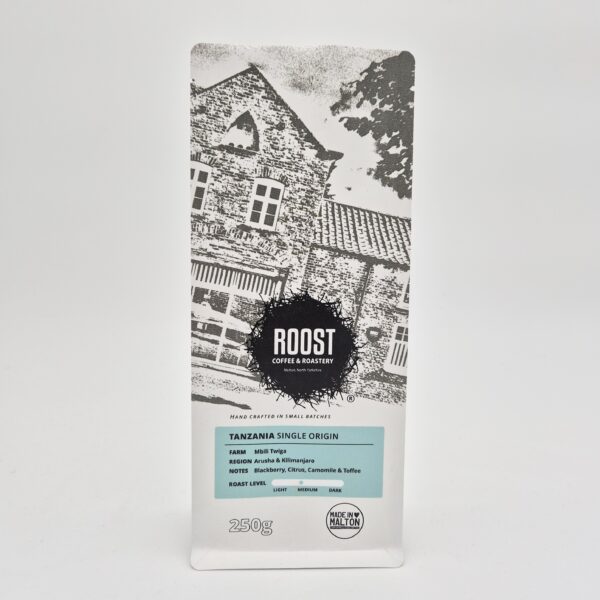 ROOST
COFFEE & ROASTERY
Malton, North Yorkshire
®
HAND CRAFTED IN SMALL BATCHES
TANZANIA SINGLE ORIGIN
FARM Mbili Twiga
REGION Arusha & Kilimanjaro
NOTES Blackberry, Citrus, Camomile & Toffee
ROAST LEVEL
LIGHT MEDIUM DARK
250g
MADE IN
MALTON